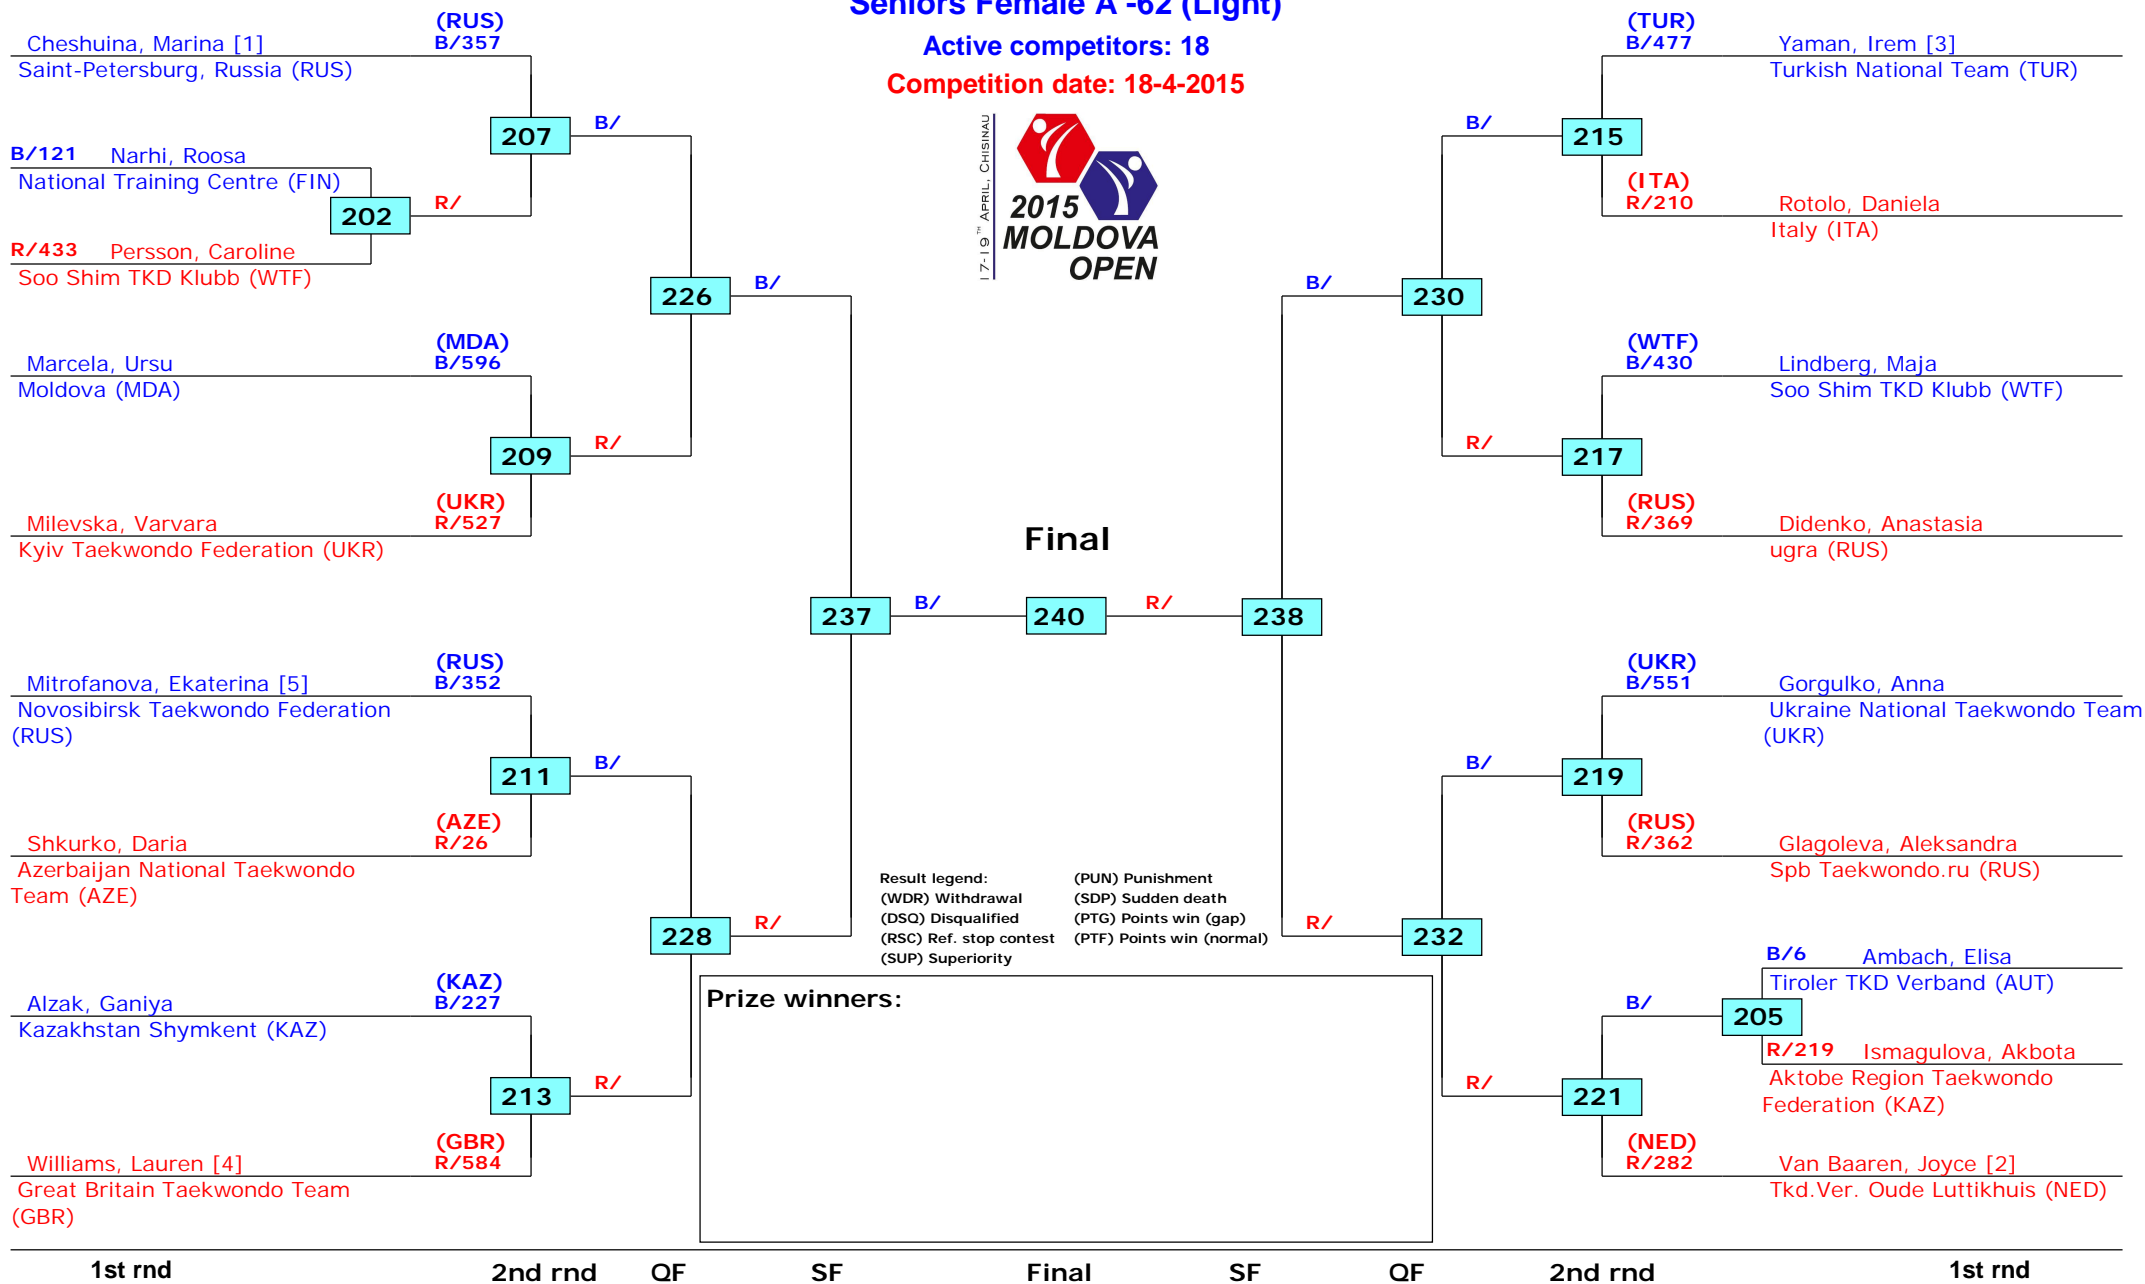 Seniors Female A -62 (Light)
Active competitors: 18
Competition date: 18-4-2015
17-19TH APRIL, CHISINAU
2015
MOLDOVA
OPEN
(RUS)
Cheshuina, Marina [1] B/357
Saint-Petersburg, Russia (RUS)
207
B/
B/121 Narhi, Roosa
National Training Centre (FIN)
202
R/
R/433 Persson, Caroline
Soo Shim TKD Klubb (WTF)
226
B/
(MDA)
Marcela, Ursu B/596
Moldova (MDA)
209
R/
(UKR)
Milevska, Varvara R/527
Kyiv Taekwondo Federation (UKR)
237
B/
(RUS)
Mitrofanova, Ekaterina [5] B/352
Novosibirsk Taekwondo Federation
(RUS)
211
B/
(AZE)
Shkurko, Daria R/26
Azerbaijan National Taekwondo
Team (AZE)
228
R/
(KAZ)
Alzak, Ganiya B/227
Kazakhstan Shymkent (KAZ)
213
R/
(GBR)
Williams, Lauren [4] R/584
Great Britain Taekwondo Team
(GBR)
Final
240
R/
238
(TUR)
B/477 Yaman, Irem [3]
Turkish National Team (TUR)
B/
215
(ITA)
R/210 Rotolo, Daniela
Italy (ITA)
B/
230
(WTF)
B/430 Lindberg, Maja
Soo Shim TKD Klubb (WTF)
R/
217
(RUS)
R/369 Didenko, Anastasia
ugra (RUS)
(UKR)
B/551 Gorgulko, Anna
Ukraine National Taekwondo Team
(UKR)
B/
219
(RUS)
R/362 Glagoleva, Aleksandra
Spb Taekwondo.ru (RUS)
R/
232
B/6 Ambach, Elisa
Tiroler TKD Verband (AUT)
B/
205
R/219 Ismagulova, Akbota
Aktobe Region Taekwondo
Federation (KAZ)
R/
221
(NED)
R/282 Van Baaren, Joyce [2]
Tkd.Ver. Oude Luttikhuis (NED)
Result legend: (PUN) Punishment
(WDR) Withdrawal (SDP) Sudden death
(DSQ) Disqualified (PTG) Points win (gap)
(RSC) Ref. stop contest (PTF) Points win (normal)
(SUP) Superiority
Prize winners:
1st rnd 2nd rnd QF SF Final SF QF 2nd rnd 1st rnd